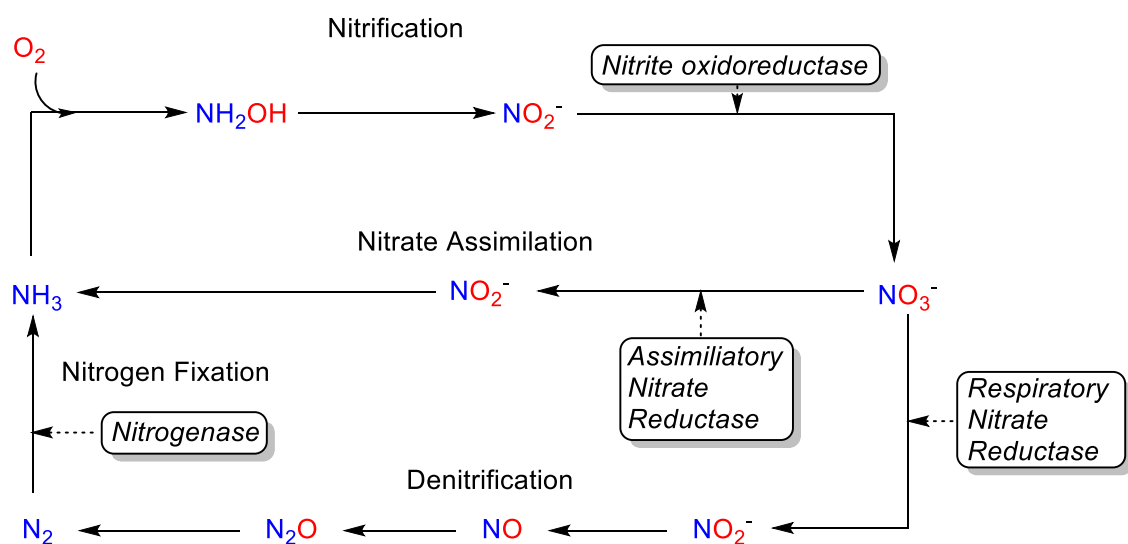 Nitrification
O₂
Nitrite oxidoreductase
NH₂OH
NO₂⁻
Nitrate Assimilation
NH₃
NO₂⁻
NO₃⁻
Assimiliatory
Nitrate
Reductase
Respiratory
Nitrate
Reductase
Nitrogen Fixation
Nitrogenase
Denitrification
N₂
N₂O
NO
NO₂⁻